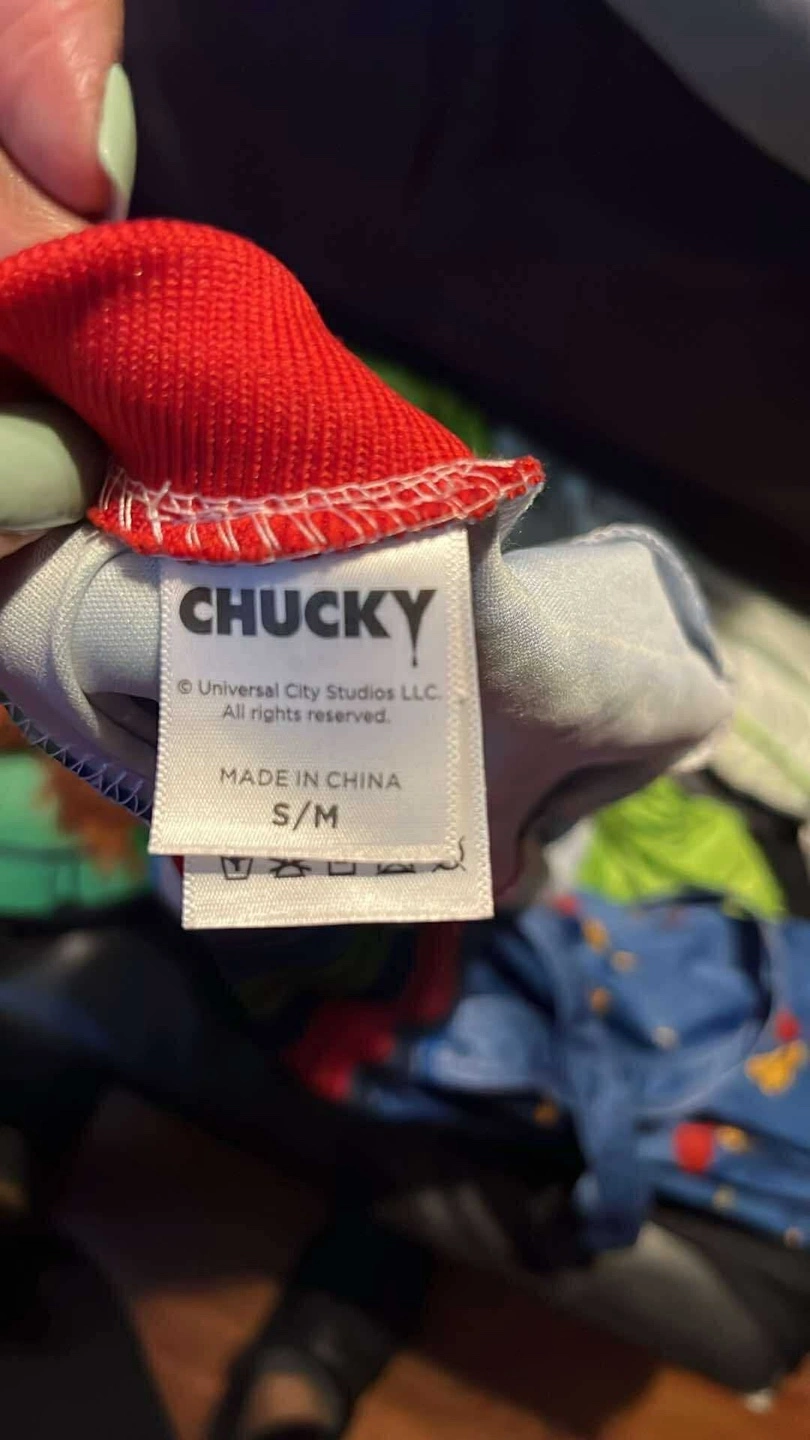 CHUCKY
© Universal City Studios LLC.
All rights reserved.
MADE IN CHINA
S/M